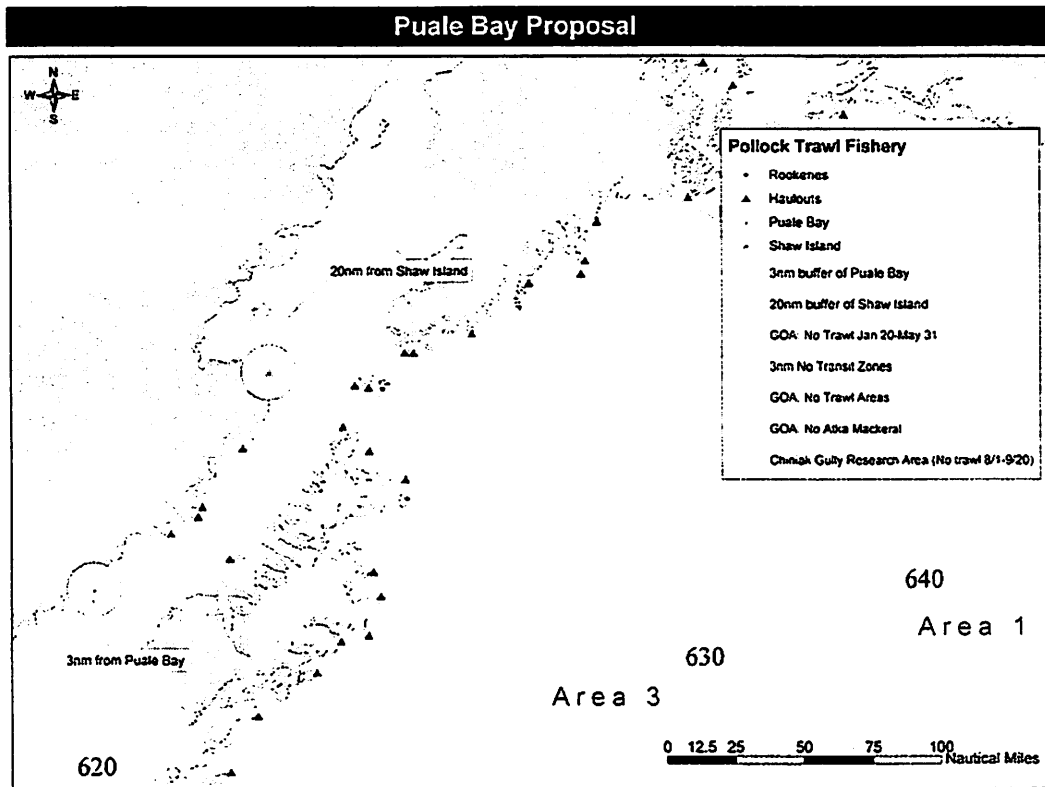 Puale Bay Proposal
N
W E
S
Pollock Trawl Fishery
Rookenes
Haulouts
Puale Bay
Shaw Island
3nm buffer of Puale Bay
20nm buffer of Shaw Island
GOA: No Trawl Jan 20-May 31
3nm No Transit Zones
GOA: No Trawl Areas
GOA: No Atka Mackeral
Chiniak Gully Research Area (No trawl 8/1-9/20)
20nm from Shaw Island
3nm from Puale Bay
640
Area 1
630
Area 3
620
0 12.5 25 50 75 100
Nautical Miles